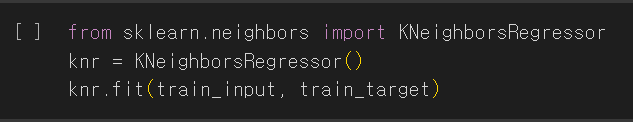 [ ] from sklearn.neighbors import KNeighborsRegressor
knr = KNeighborsRegressor()
knr.fit(train_input, train_target)